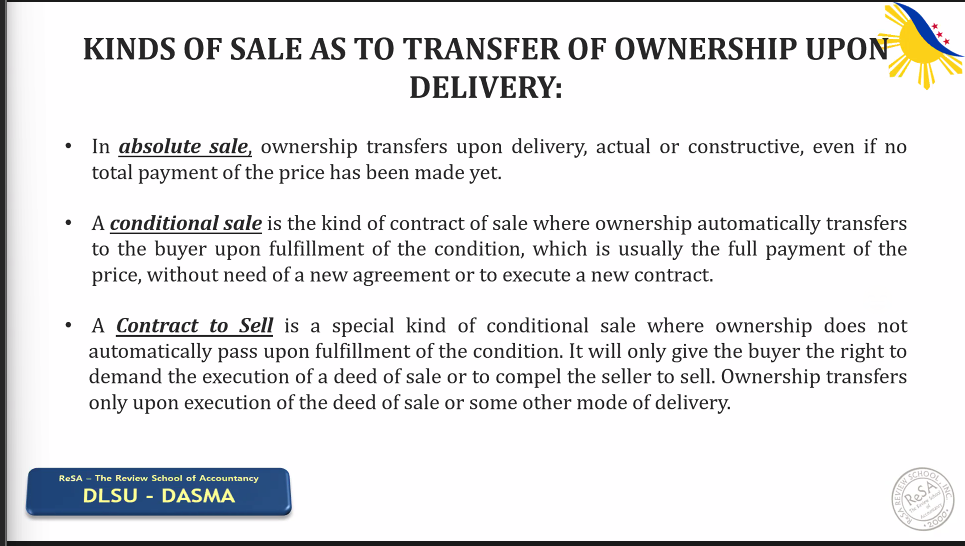 KINDS OF SALE AS TO TRANSFER OF OWNERSHIP UPON
DELIVERY:
• In absolute sale, ownership transfers upon delivery, actual or constructive, even if no
total payment of the price has been made yet.
• A conditional sale is the kind of contract of sale where ownership automatically transfers
to the buyer upon fulfillment of the condition, which is usually the full payment of the
price, without need of a new agreement or to execute a new contract.
• A Contract to Sell is a special kind of conditional sale where ownership does not
automatically pass upon fulfillment of the condition. It will only give the buyer the right to
demand the execution of a deed of sale or to compel the seller to sell. Ownership transfers
only upon execution of the deed of sale or some other mode of delivery.
ReSA – The Review School of Accountancy
DLSU - DASMA
ReSA REVIEW SCHOOL, INC.
ReSA
The Review School
of
Accountancy
2000